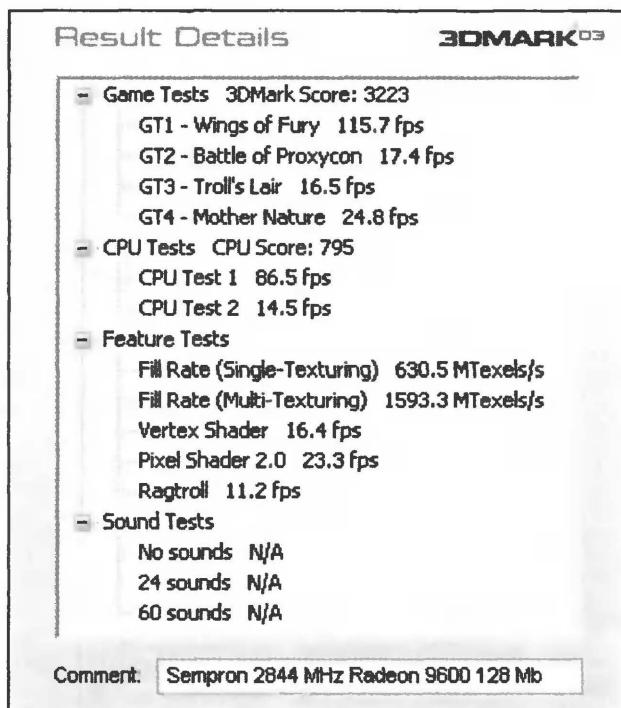 Result Details 3DMARK03
Game Tests 3DMark Score: 3223
GT1 - Wings of Fury 115.7 fps
GT2 - Battle of Proxycon 17.4 fps
GT3 - Troll's Lair 16.5 fps
GT4 - Mother Nature 24.8 fps
CPU Tests CPU Score: 795
CPU Test 1 86.5 fps
CPU Test 2 14.5 fps
Feature Tests
Fill Rate (Single-Texturing) 630.5 MTexels/s
Fill Rate (Multi-Texturing) 1593.3 MTexels/s
Vertex Shader 16.4 fps
Pixel Shader 2.0 23.3 fps
Ragtroll 11.2 fps
Sound Tests
No sounds N/A
24 sounds N/A
60 sounds N/A
Comment: Sempron 2844 MHz Radeon 9600 128 Mb